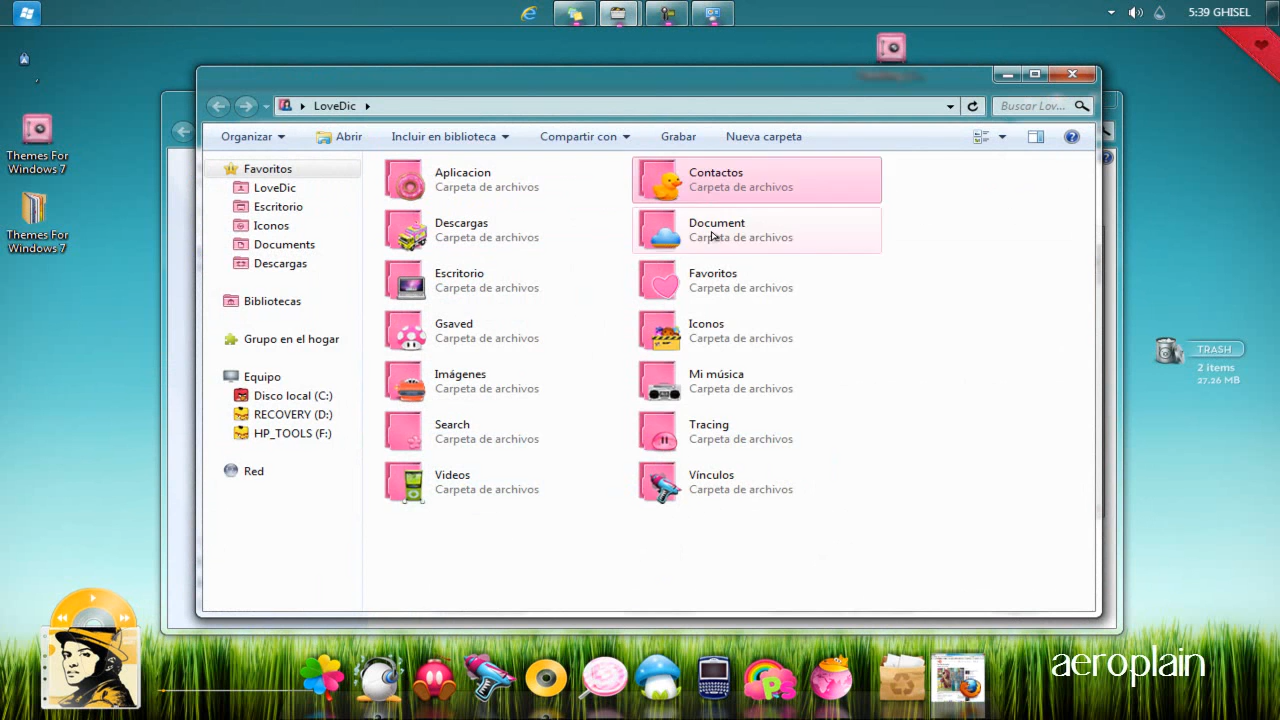 5:39 GHISEL
Themes For
Windows 7
Themes For
Windows 7
LoveDic
Buscar Lov...
Organizar
Abrir
Incluir en biblioteca
Compartir con
Grabar
Nueva carpeta
Favoritos
LoveDic
Escritorio
Iconos
Documents
Descargas
Bibliotecas
Grupo en el hogar
Equipo
Disco local (C:)
RECOVERY (D:)
HP_TOOLS (F:)
Red
Aplicacion
Carpeta de archivos
Contactos
Carpeta de archivos
Descargas
Carpeta de archivos
Document
Carpeta de archivos
Escritorio
Carpeta de archivos
Favoritos
Carpeta de archivos
Gsaved
Carpeta de archivos
Iconos
Carpeta de archivos
Imágenes
Carpeta de archivos
Mi música
Carpeta de archivos
Search
Carpeta de archivos
Tracing
Carpeta de archivos
Videos
Carpeta de archivos
Vínculos
Carpeta de archivos
TRASH
2 items
27.26 MB
aeroplain